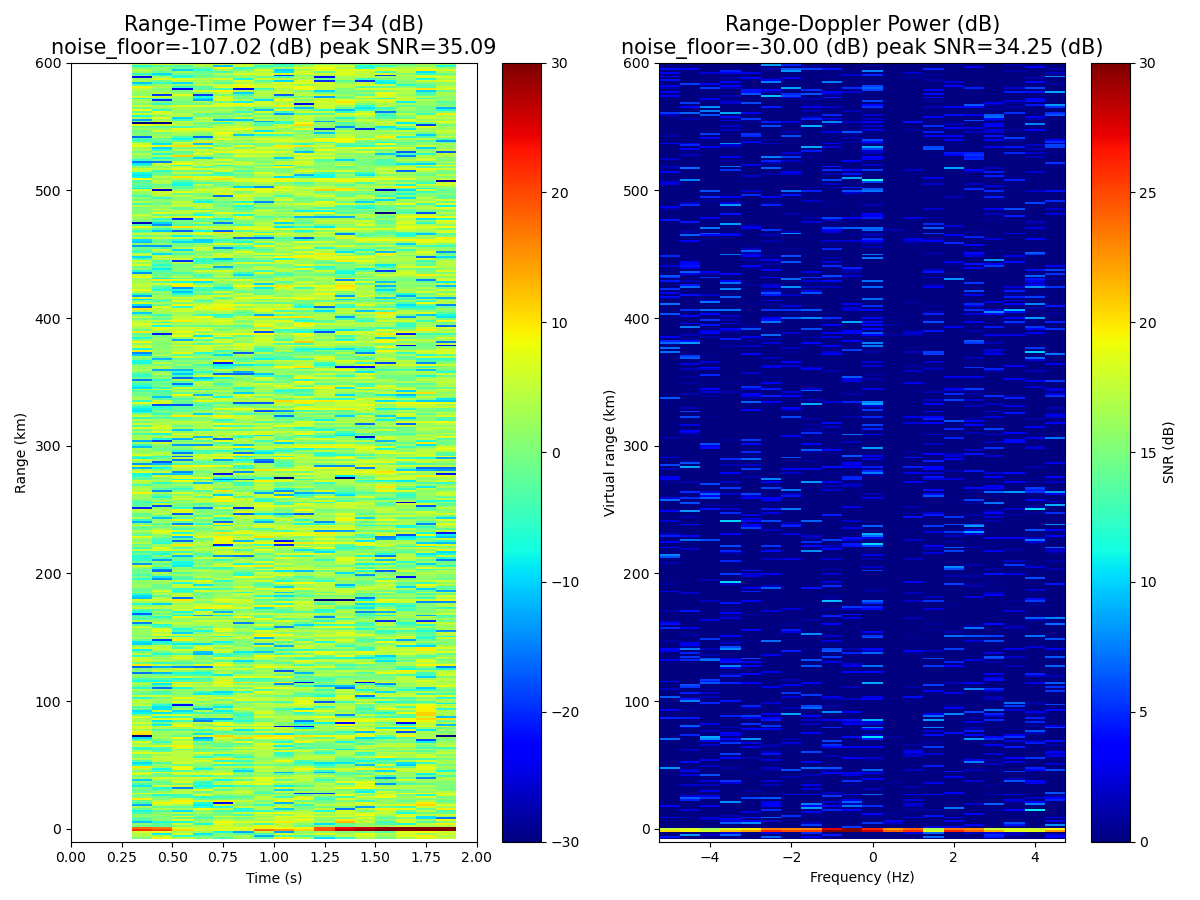 Range-Time Power f=34 (dB)
noise_floor=-107.02 (dB) peak SNR=35.09
Range (km)
600
500
400
300
200
100
0
0.00 0.25 0.50 0.75 1.00 1.25 1.50 1.75 2.00
Time (s)
30
20
10
0
−10
−20
−30
Range-Doppler Power (dB)
noise_floor=-30.00 (dB) peak SNR=34.25 (dB)
Virtual range (km)
600
500
400
300
200
100
0
−4 −2 0 2 4
Frequency (Hz)
30
25
20
15
10
5
0
SNR (dB)